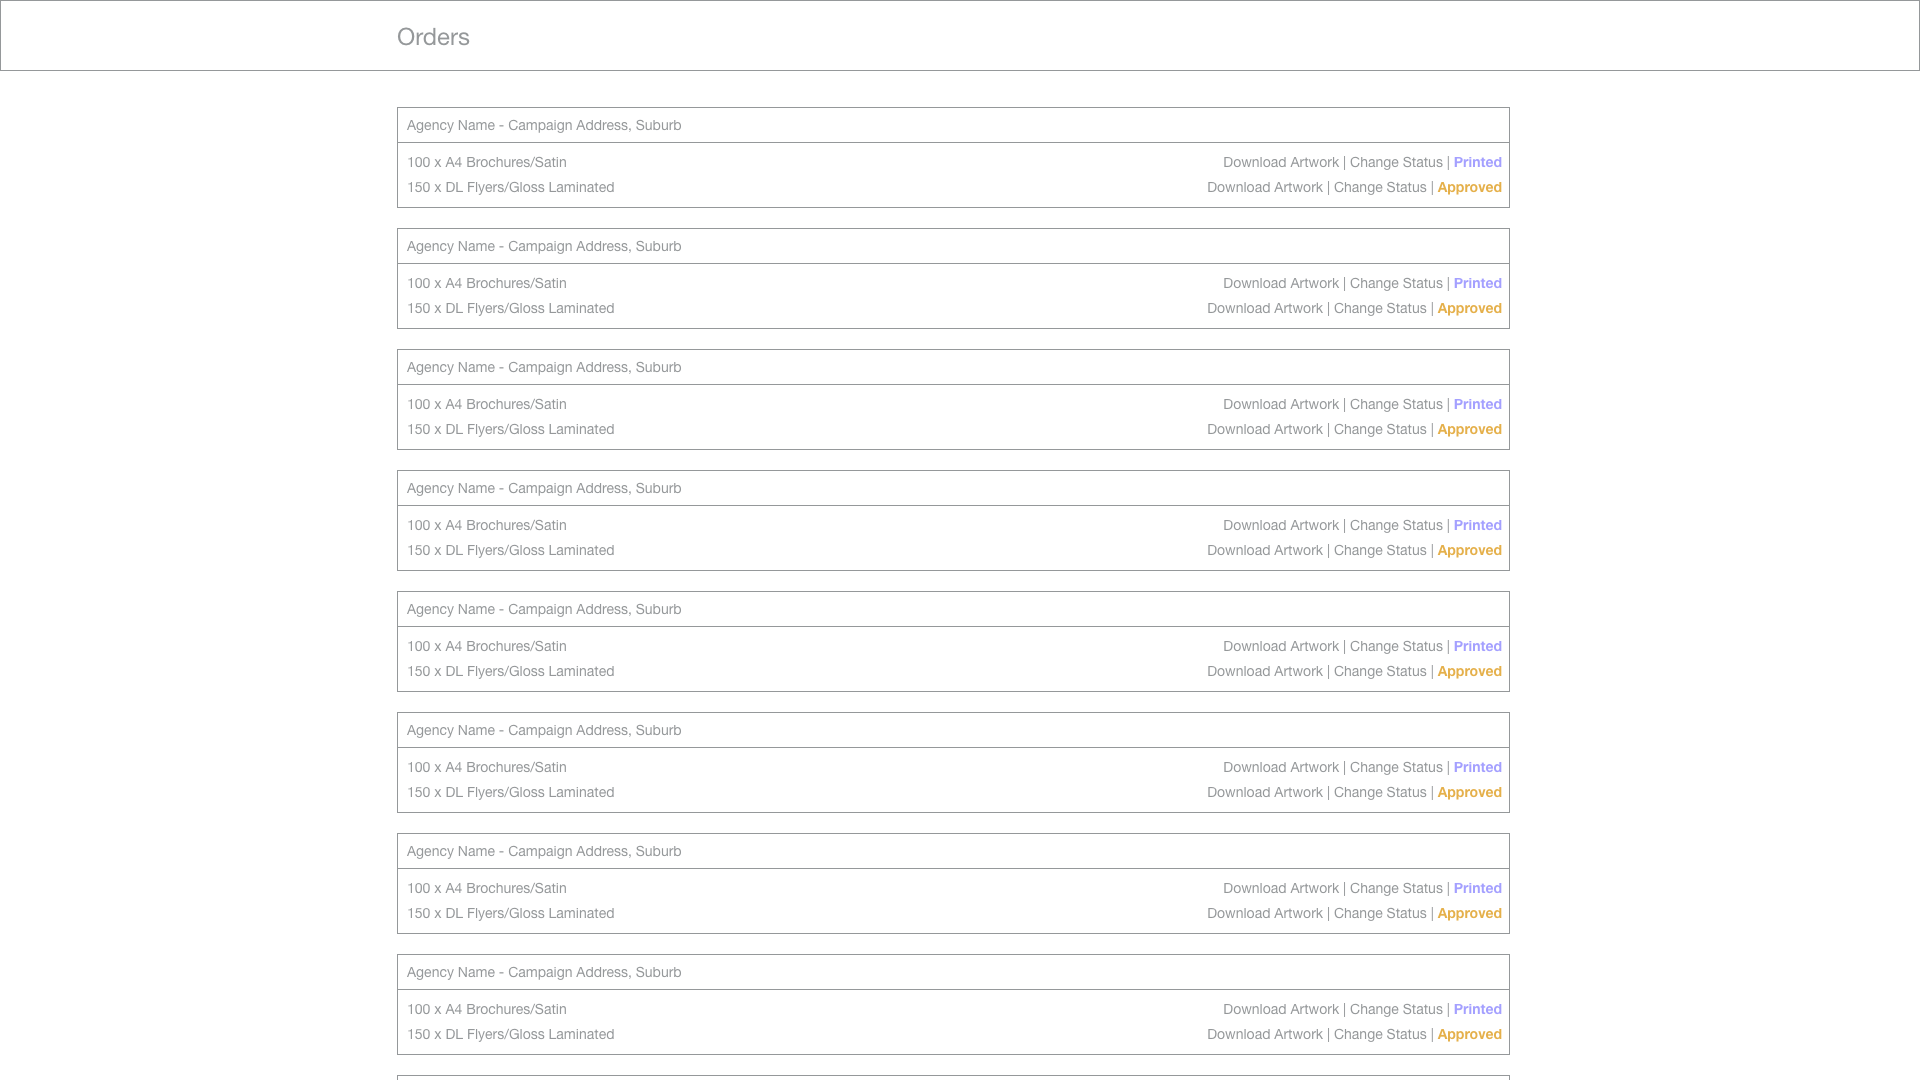 Orders
Agency Name - Campaign Address, Suburb
100 x A4 Brochures/Satin Download Artwork | Change Status | Printed
150 x DL Flyers/Gloss Laminated Download Artwork | Change Status | Approved
Agency Name - Campaign Address, Suburb
100 x A4 Brochures/Satin Download Artwork | Change Status | Printed
150 x DL Flyers/Gloss Laminated Download Artwork | Change Status | Approved
Agency Name - Campaign Address, Suburb
100 x A4 Brochures/Satin Download Artwork | Change Status | Printed
150 x DL Flyers/Gloss Laminated Download Artwork | Change Status | Approved
Agency Name - Campaign Address, Suburb
100 x A4 Brochures/Satin Download Artwork | Change Status | Printed
150 x DL Flyers/Gloss Laminated Download Artwork | Change Status | Approved
Agency Name - Campaign Address, Suburb
100 x A4 Brochures/Satin Download Artwork | Change Status | Printed
150 x DL Flyers/Gloss Laminated Download Artwork | Change Status | Approved
Agency Name - Campaign Address, Suburb
100 x A4 Brochures/Satin Download Artwork | Change Status | Printed
150 x DL Flyers/Gloss Laminated Download Artwork | Change Status | Approved
Agency Name - Campaign Address, Suburb
100 x A4 Brochures/Satin Download Artwork | Change Status | Printed
150 x DL Flyers/Gloss Laminated Download Artwork | Change Status | Approved
Agency Name - Campaign Address, Suburb
100 x A4 Brochures/Satin Download Artwork | Change Status | Printed
150 x DL Flyers/Gloss Laminated Download Artwork | Change Status | Approved